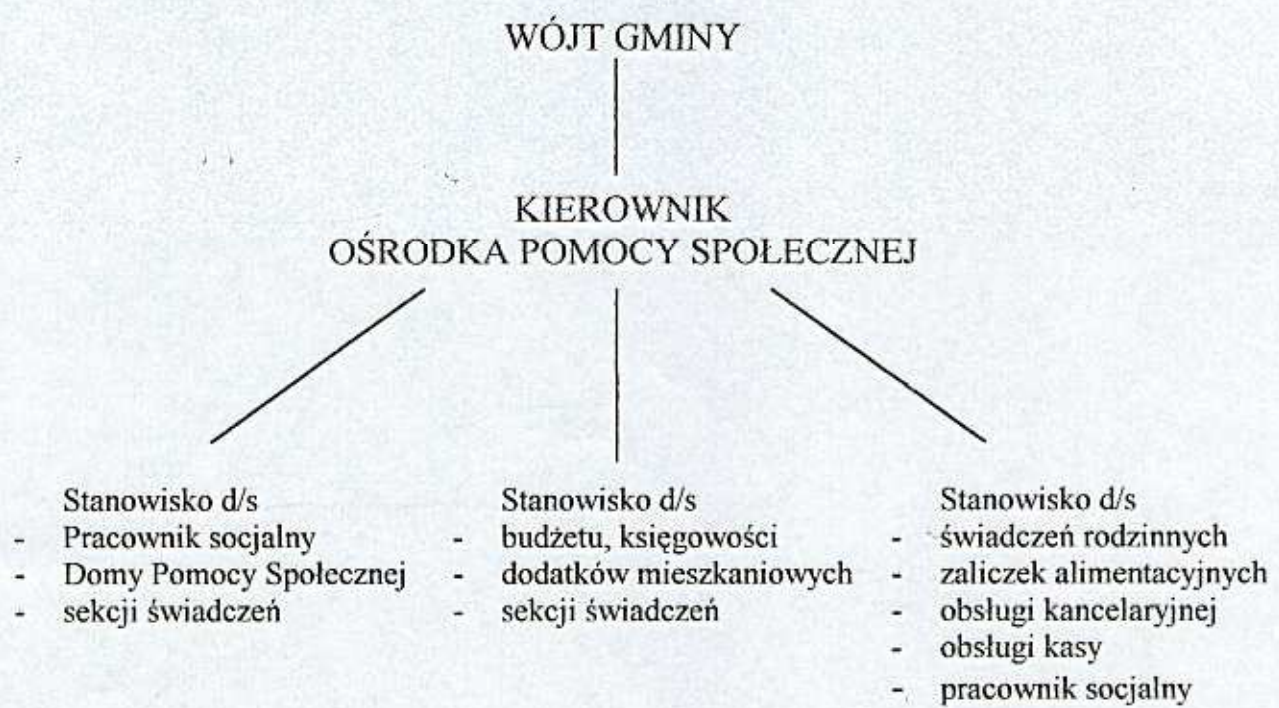 WÓJT GMINY
KIEROWNIK
OŚRODKA POMOCY SPOŁECZNEJ
Stanowisko d/s
- Pracownik socjalny
- Domy Pomocy Społecznej
- sekcji świadczeń
Stanowisko d/s
- budżetu, księgowości
- dodatków mieszkaniowych
- sekcji świadczeń
Stanowisko d/s
- świadczeń rodzinnych
- zaliczek alimentacyjnych
- obsługi kancelaryjnej
- obsługi kasy
- pracownik socjalny